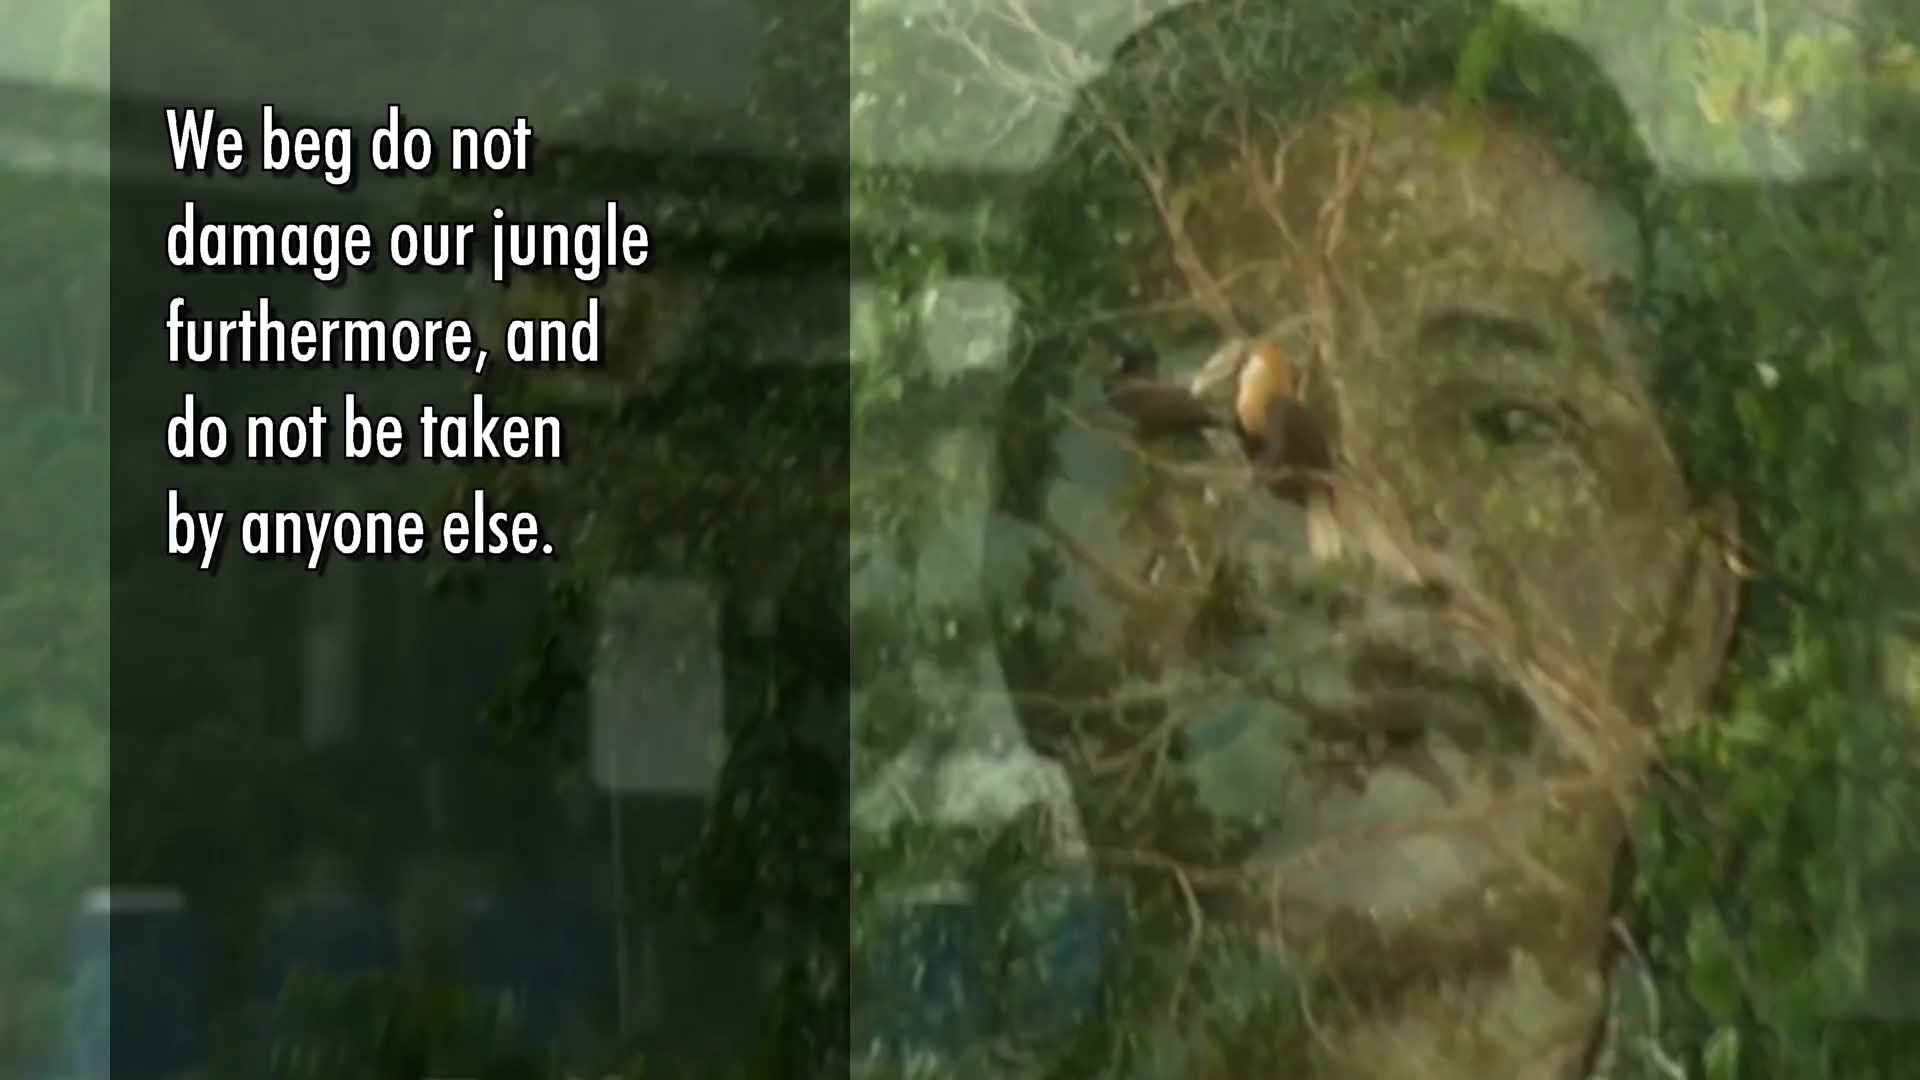 We beg do not
damage our jungle
furthermore, and
do not be taken
by anyone else.